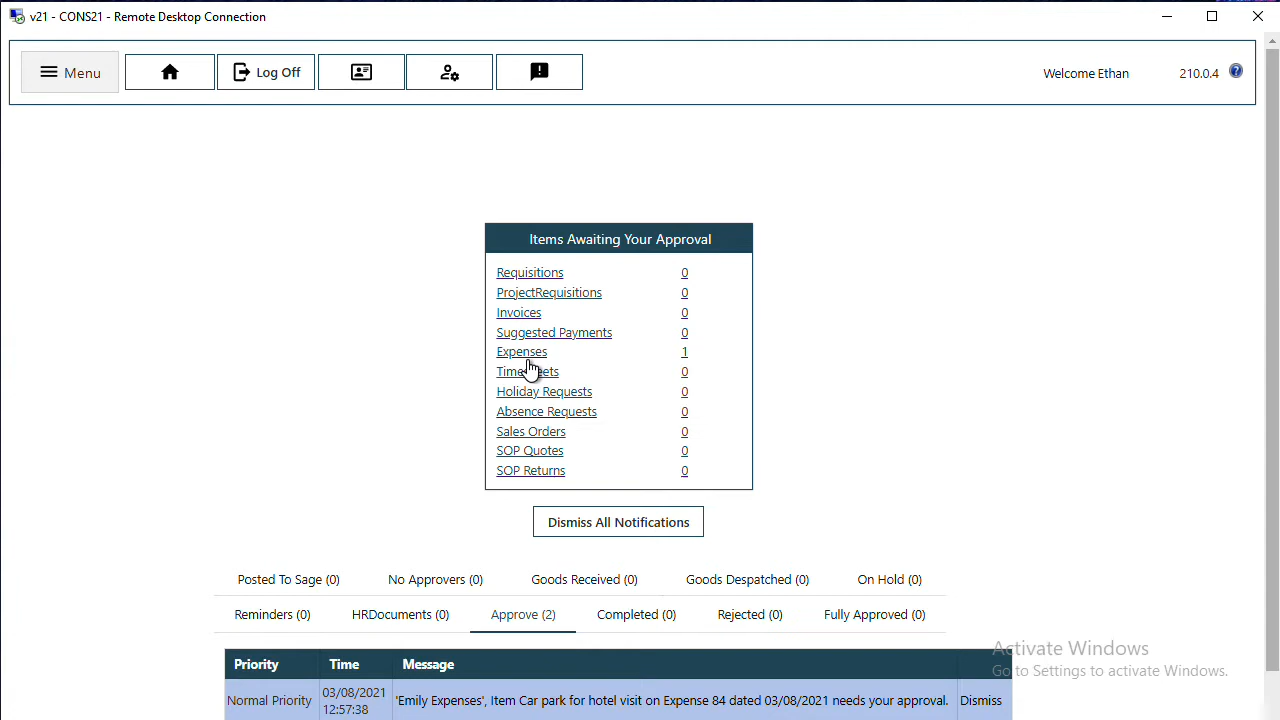 v21 - CONS21 - Remote Desktop Connection
Menu
Log Off
Welcome Ethan
210.0.4
Items Awaiting Your Approval
Requisitions 0
ProjectRequisitions 0
Invoices 0
Suggested Payments 0
Expenses 1
Time eets 0
Holiday Requests 0
Absence Requests 0
Sales Orders 0
SOP Quotes 0
SOP Returns 0
Dismiss All Notifications
Posted To Sage (0) No Approvers (0) Goods Received (0) Goods Despatched (0) On Hold (0)
Reminders (0) HRDocuments (0) Approve (2) Completed (0) Rejected (0) Fully Approved (0)
Activate Windows
Go to Settings to activate Windows.
Priority Time Message
Normal Priority 03/08/2021 12:57:38 'Emily Expenses', Item Car park for hotel visit on Expense 84 dated 03/08/2021 needs your approval. Dismiss